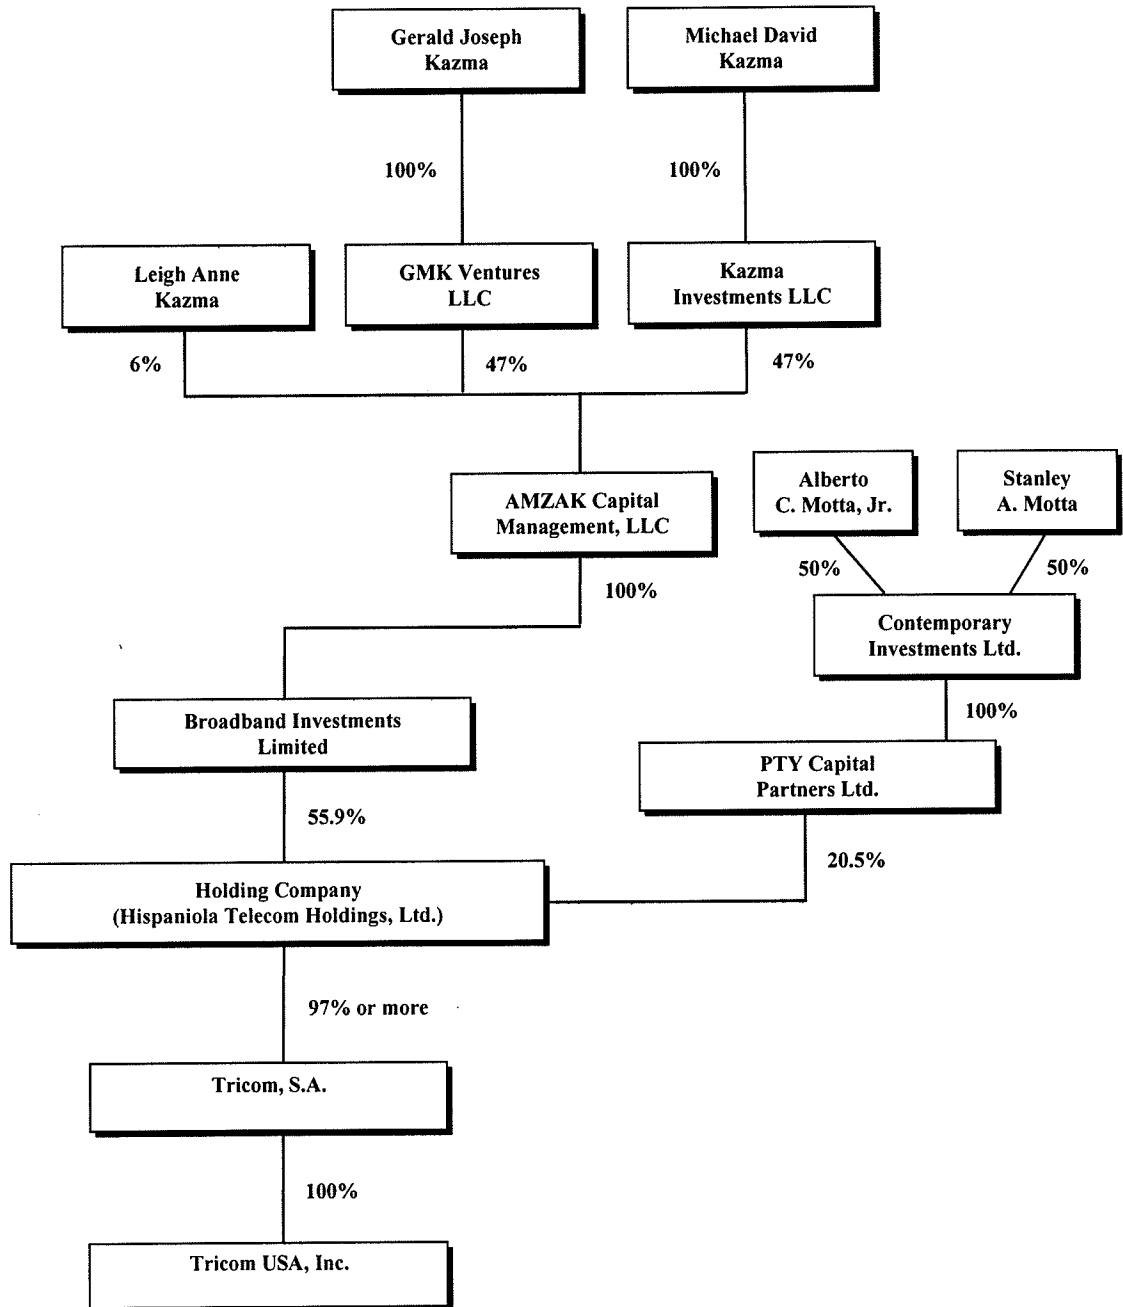 Gerald Joseph
Kazma
Michael David
Kazma
100%
100%
Leigh Anne
Kazma
GMK Ventures
LLC
Kazma
Investments LLC
6%
47%
47%
AMZAK Capital
Management, LLC
Alberto
C. Motta, Jr.
Stanley
A. Motta
100%
50%
50%
Contemporary
Investments Ltd.
100%
Broadband Investments
Limited
PTY Capital
Partners Ltd.
55.9%
20.5%
Holding Company
(Hispaniola Telecom Holdings, Ltd.)
97% or more
Tricom, S.A.
100%
Tricom USA, Inc.